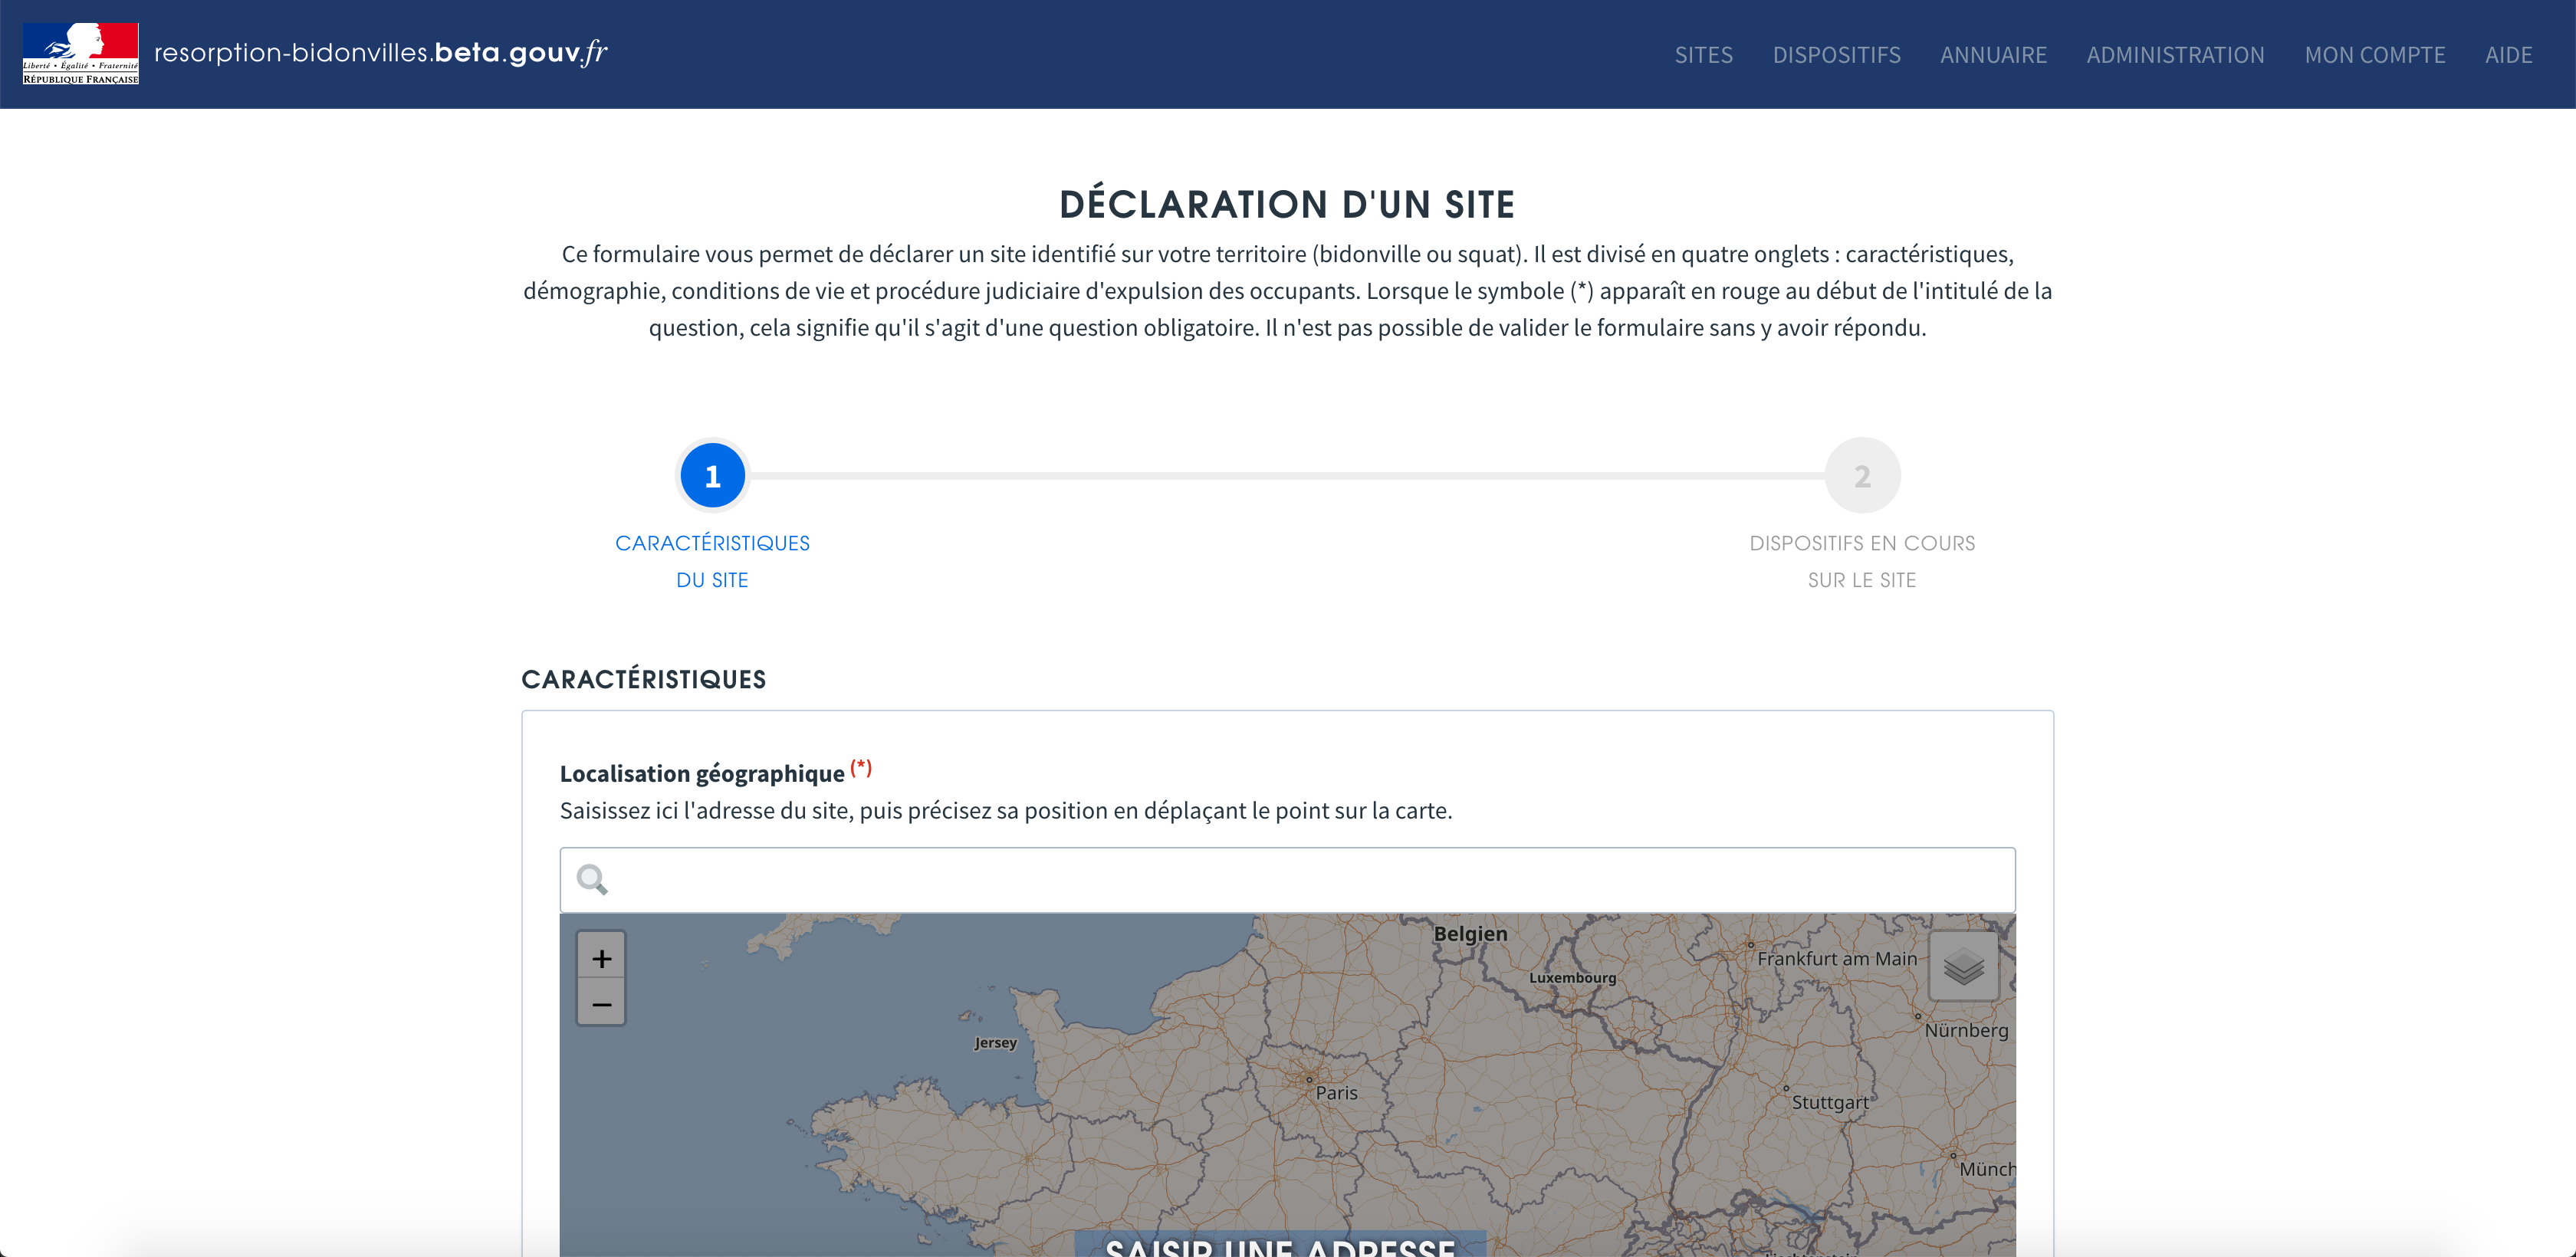 Liberté • Égalité • Fraternité
RÉPUBLIQUE FRANÇAISE
resorption-bidonvilles.beta.gouv.fr
SITES
DISPOSITIFS
ANNUAIRE
ADMINISTRATION
MON COMPTE
AIDE
DÉCLARATION D'UN SITE
Ce formulaire vous permet de déclarer un site identifié sur votre territoire (bidonville ou squat). Il est divisé en quatre onglets : caractéristiques,
démographie, conditions de vie et procédure judiciaire d'expulsion des occupants. Lorsque le symbole (*) apparaît en rouge au début de l'intitulé de la
question, cela signifie qu'il s'agit d'une question obligatoire. Il n'est pas possible de valider le formulaire sans y avoir répondu.
1
2
CARACTÉRISTIQUES
DU SITE
DISPOSITIFS EN COURS
SUR LE SITE
CARACTÉRISTIQUES
Localisation géographique (*)
Saisissez ici l'adresse du site, puis précisez sa position en déplaçant le point sur la carte.
+
−
Belgien
Frankfurt am Main
Luxembourg
Nürnberg
Jersey
Paris
Stuttgart
Münch
SAISIR UNE ADRESSE